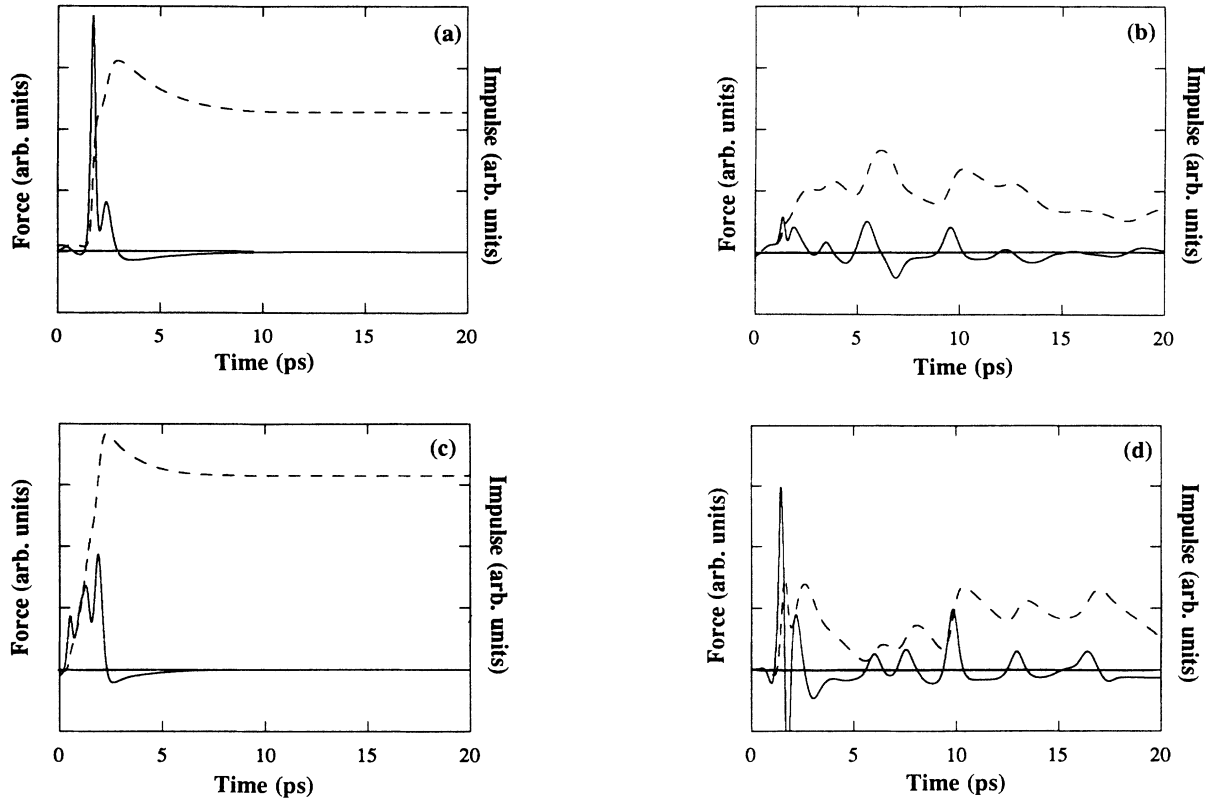 (a)
Force (arb. units)
Impulse (arb. units)
0 5 10 15 20
Time (ps)
(b)
Force (arb. units)
Impulse (arb. units)
0 5 10 15 20
Time (ps)
(c)
Force (arb. units)
Impulse (arb. units)
0 5 10 15 20
Time (ps)
(d)
Force (arb. units)
Impulse (arb. units)
0 5 10 15 20
Time (ps)